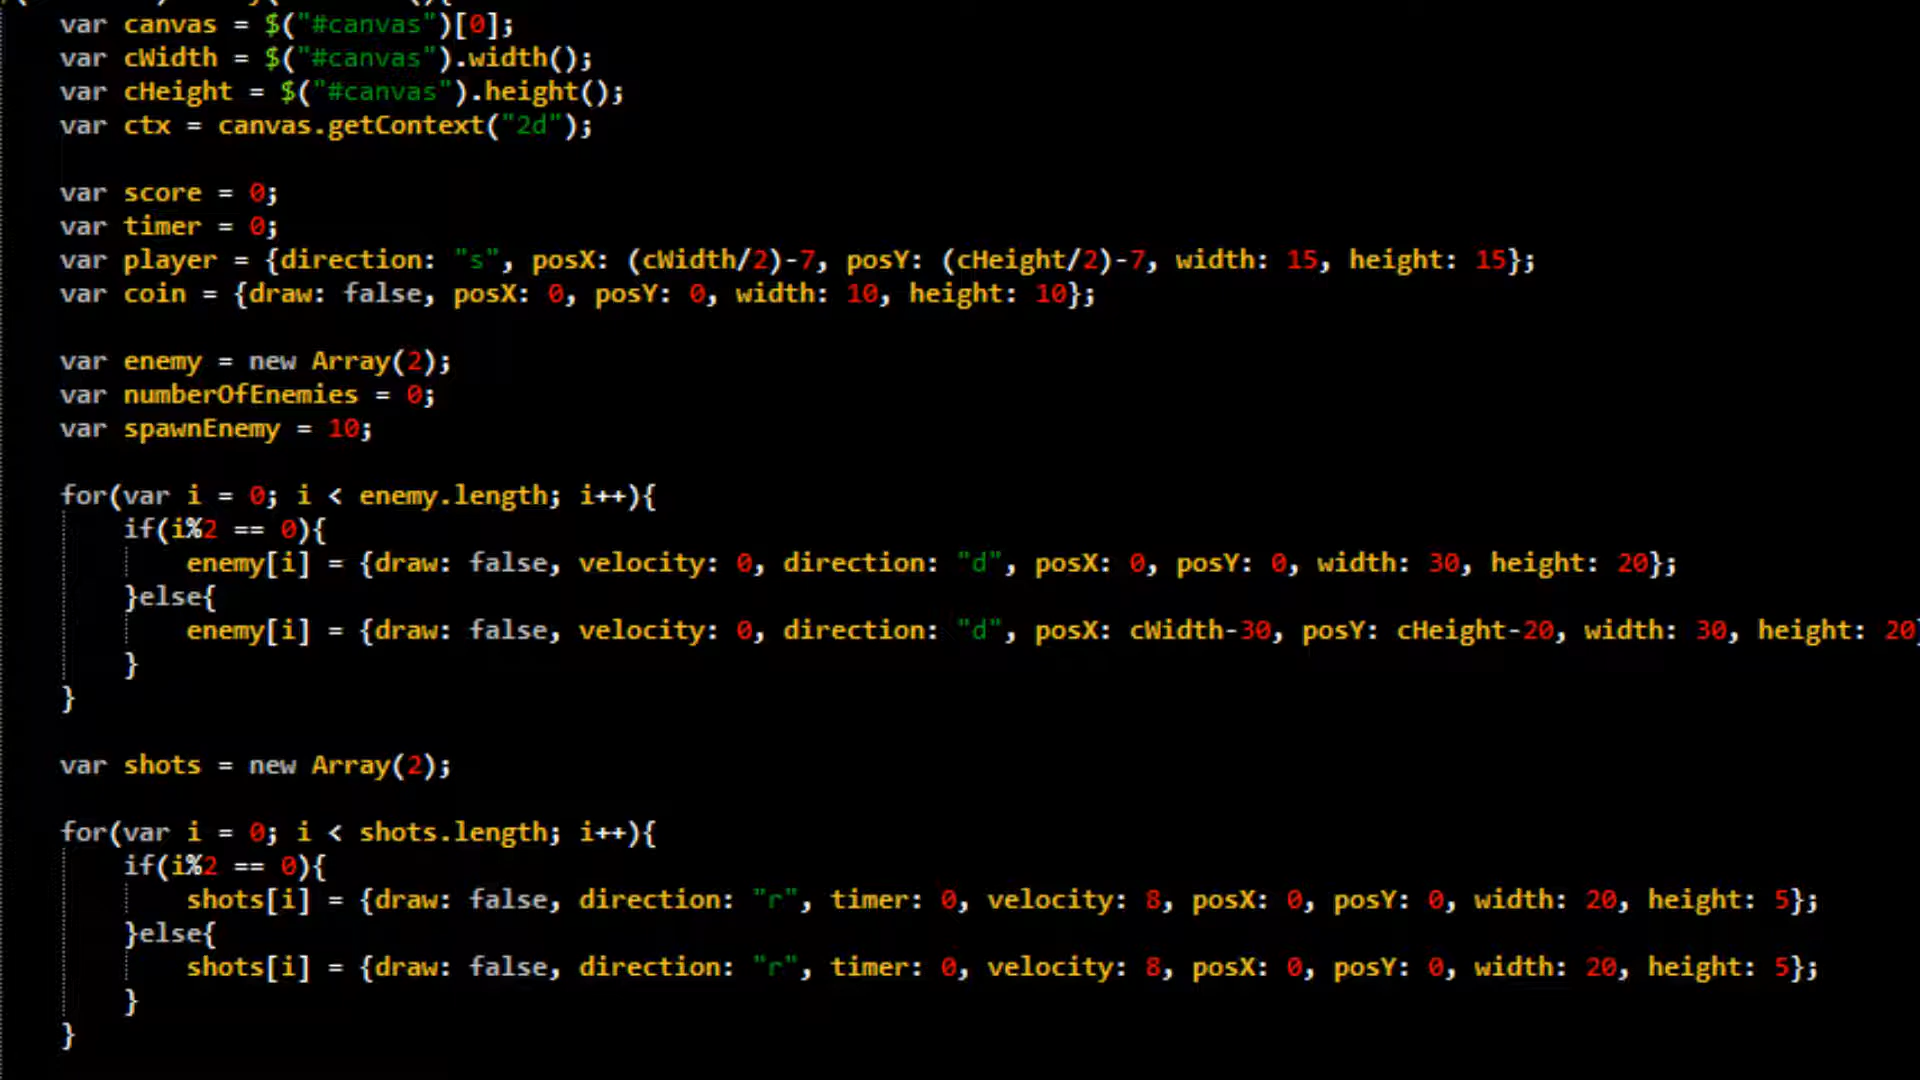 var canvas = $("#canvas")[0];
var cWidth = $("#canvas").width();
var cHeight = $("#canvas").height();
var ctx = canvas.getContext("2d");
var score = 0;
var timer = 0;
var player = {direction: "s", posX: (cWidth/2)-7, posY: (cHeight/2)-7, width: 15, height: 15};
var coin = {draw: false, posX: 0, posY: 0, width: 10, height: 10};
var enemy = new Array(2);
var numberOfEnemies = 0;
var spawnEnemy = 10;
for(var i = 0; i < enemy.length; i++){
if(i%2 == 0){
enemy[i] = {draw: false, velocity: 0, direction: "d", posX: 0, posY: 0, width: 30, height: 20};
}else{
enemy[i] = {draw: false, velocity: 0, direction: "d", posX: cWidth-30, posY: cHeight-20, width: 30, height: 20}
}
}
var shots = new Array(2);
for(var i = 0; i < shots.length; i++){
if(i%2 == 0){
shots[i] = {draw: false, direction: "r", timer: 0, velocity: 8, posX: 0, posY: 0, width: 20, height: 5};
}else{
shots[i] = {draw: false, direction: "r", timer: 0, velocity: 8, posX: 0, posY: 0, width: 20, height: 5};
}
}